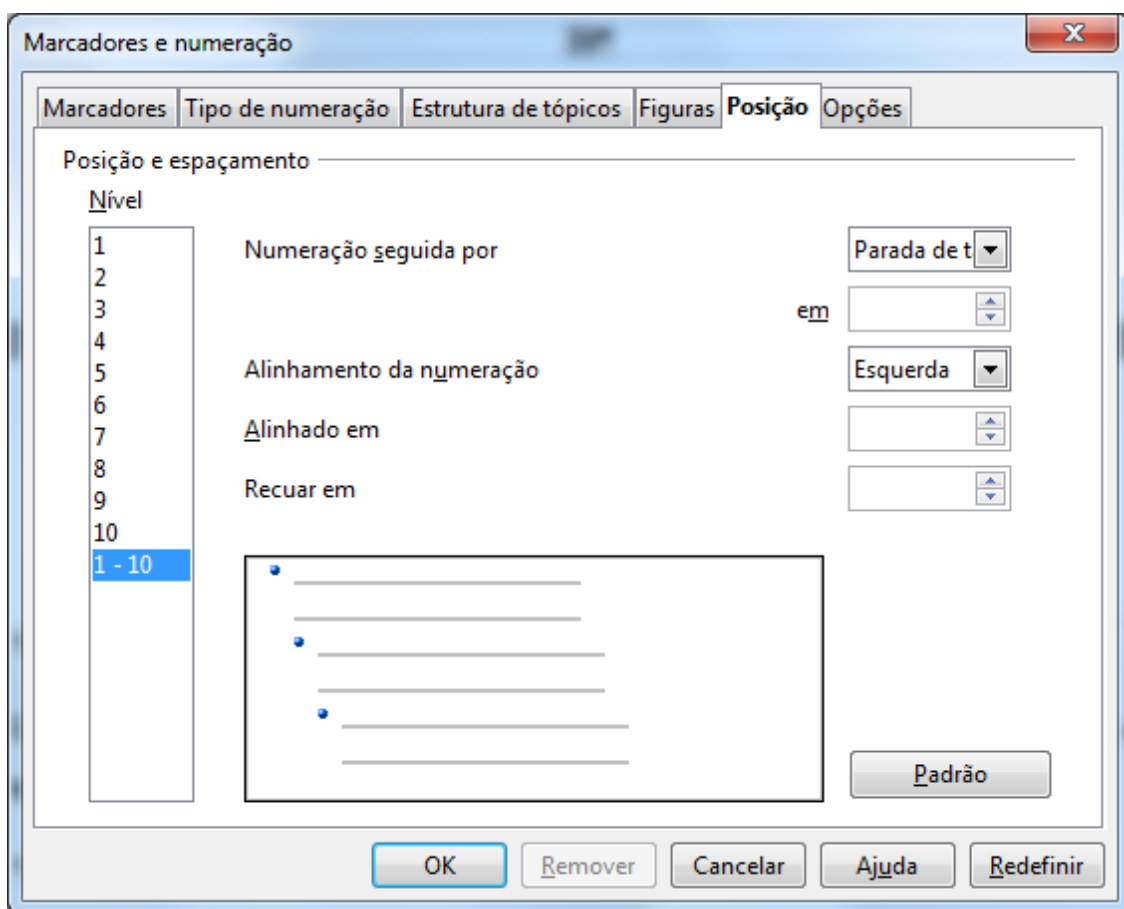 Marcadores e numeração
Marcadores Tipo de numeração Estrutura de tópicos Figuras Posição Opções
Posição e espaçamento
Nível
1
2
3
4
5
6
7
8
9
10
1 - 10
Numeração seguida por Parada de t
em
Alinhamento da numeração Esquerda
Alinhado em
Recuar em
Padrão
OK Remover Cancelar Ajuda Redefinir